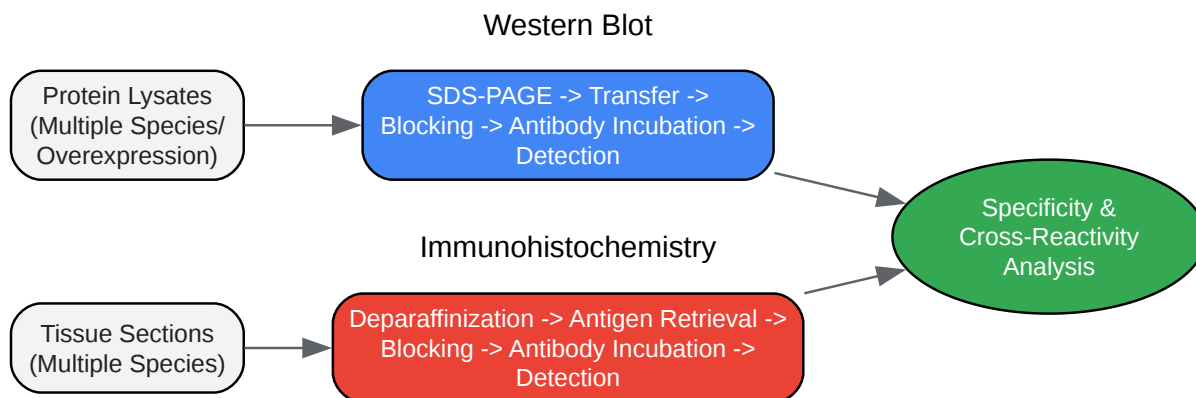 Western Blot
Protein Lysates
(Multiple Species/
Overexpression)
SDS-PAGE -> Transfer ->
Blocking -> Antibody Incubation ->
Detection
Specificity &
Cross-Reactivity
Analysis
Immunohistochemistry
Tissue Sections
(Multiple Species)
Deparaffinization -> Antigen Retrieval ->
Blocking -> Antibody Incubation ->
Detection